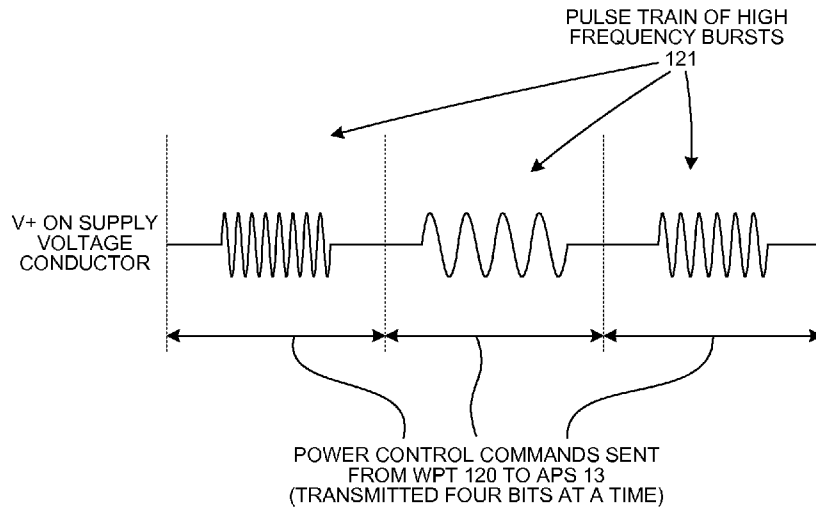 PULSE TRAIN OF HIGH
FREQUENCY BURSTS
121
V+ ON SUPPLY
VOLTAGE
CONDUCTOR
POWER CONTROL COMMANDS SENT
FROM WPT 120 TO APS 13
(TRANSMITTED FOUR BITS AT A TIME)